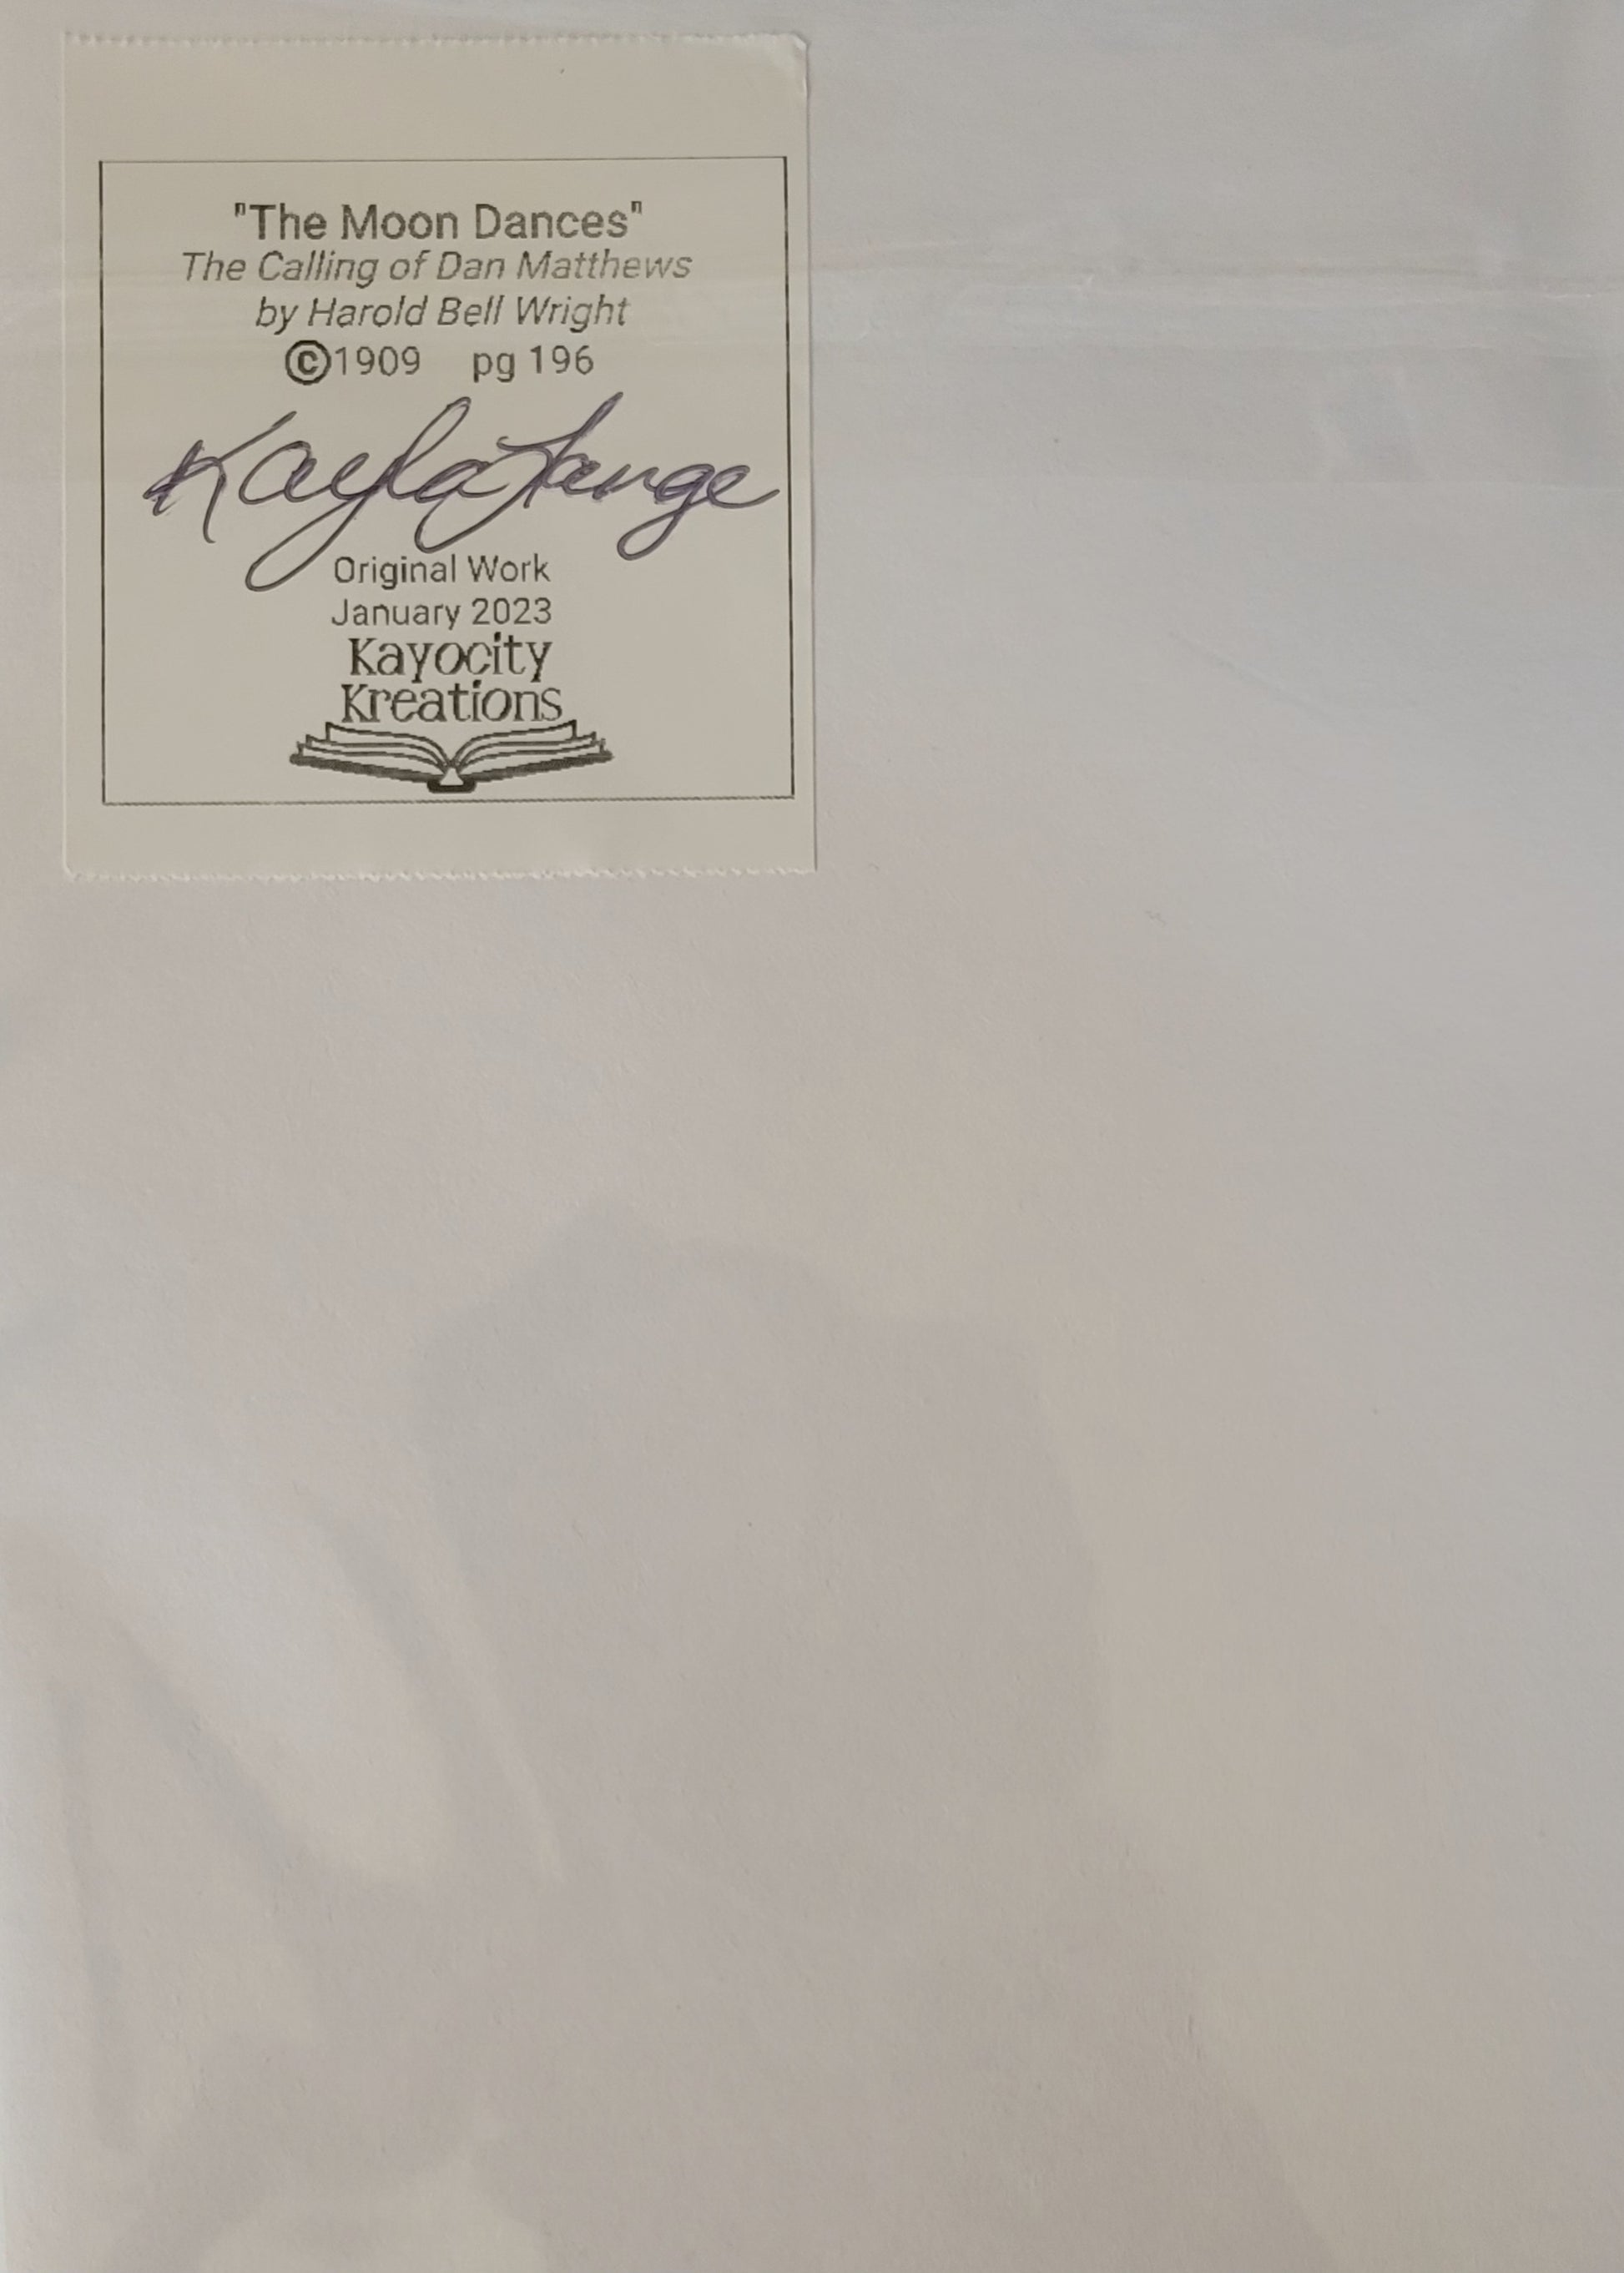 "The Moon Dances"
The Calling of Dan Matthews
by Harold Bell Wright
©1909 pg 196
Kayla Lange
Original Work
January 2023
Kayocity
Kreations